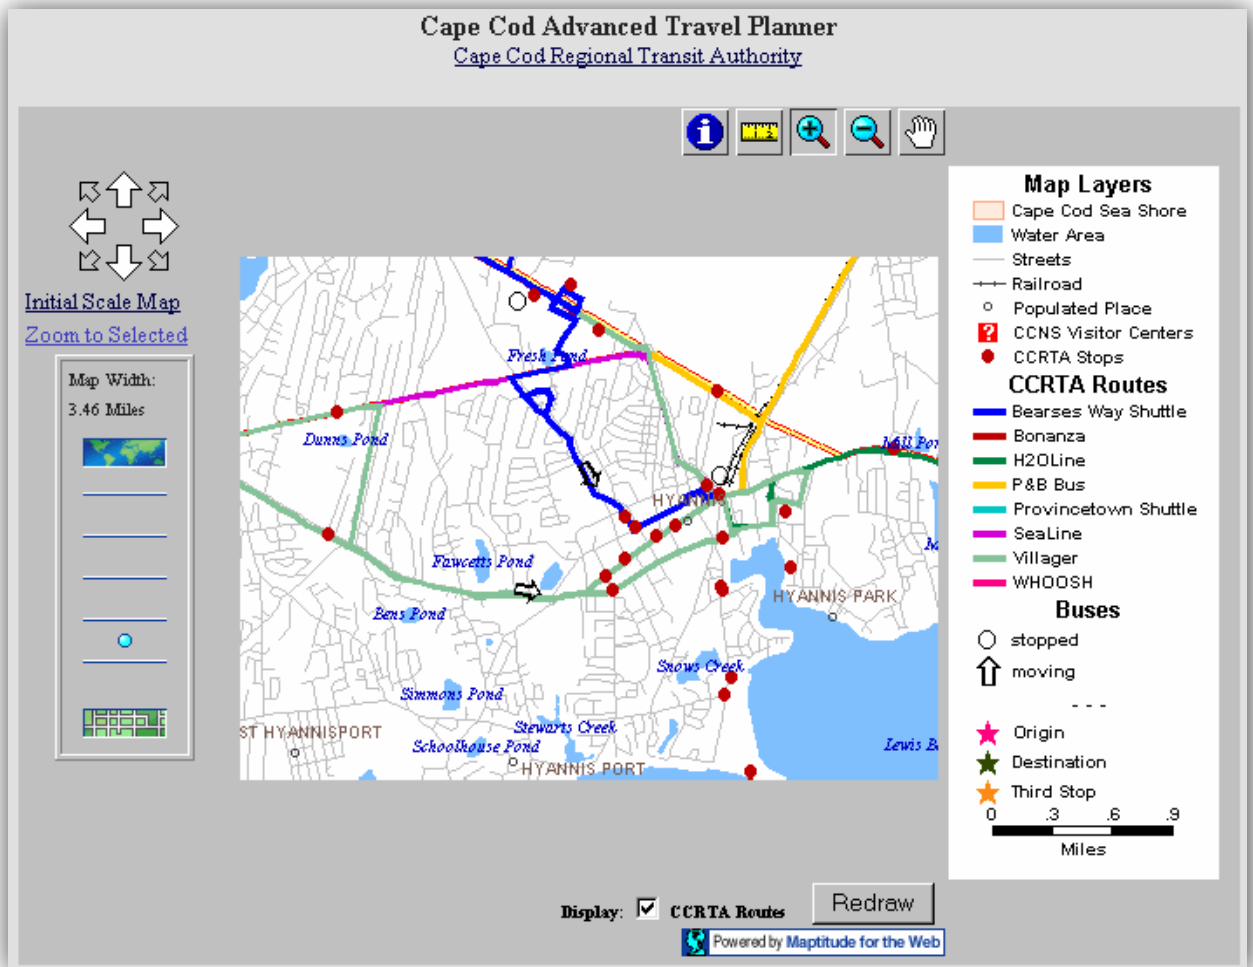 Cape Cod Advanced Travel Planner
Cape Cod Regional Transit Authority
Initial Scale Map
Zoom to Selected
Map Width:
3.46 Miles
Fresh Pond
Dunns Pond
Mill Pon
HYANNIS
Fawcetts Pond
Bens Pond
HYANNIS PARK
Snows Creek
Simmons Pond
Stewarts Creek
ST HYANNISPORT
Schoolhouse Pond
Lewis B
HYANNIS PORT
Map Layers
Cape Cod Sea Shore
Water Area
Streets
Railroad
Populated Place
? CCNS Visitor Centers
CCRTA Stops
CCRTA Routes
Bearses Way Shuttle
Bonanza
H2OLine
P&B Bus
Provincetown Shuttle
SeaLine
Villager
WHOOSH
Buses
stopped
moving
- - -
Origin
Destination
Third Stop
0 .3 .6 .9
Miles
Display: CCRTA Routes Redraw
Powered by Maptitude for the Web